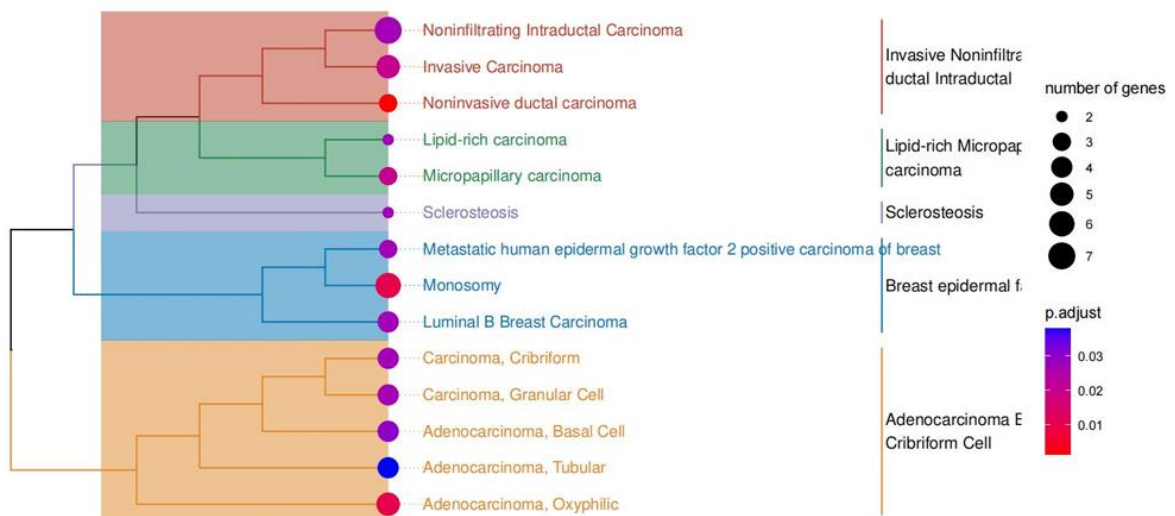 Noninfiltrating Intraductal Carcinoma
Invasive Carcinoma
Noninvasive ductal carcinoma
Lipid-rich carcinoma
Micropapillary carcinoma
Sclerosteosis
Metastatic human epidermal growth factor 2 positive carcinoma of breast
Monosomy
Luminal B Breast Carcinoma
Carcinoma, Cribriform
Carcinoma, Granular Cell
Adenocarcinoma, Basal Cell
Adenocarcinoma, Tubular
Adenocarcinoma, Oxyphilic
Invasive Noninfiltra
ductal Intraductal
Lipid-rich Micropap
carcinoma
Sclerosteosis
Breast epidermal fa
Adenocarcinoma B
Cribriform Cell
number of genes
2
3
4
5
6
7
p.adjust
0.03
0.02
0.01